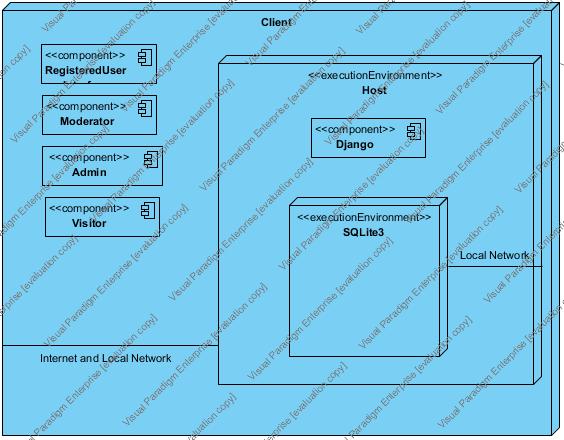 Client
<<component>>
RegisteredUser
<<component>>
Moderator
<<component>>
Admin
<<component>>
Visitor
<<executionEnvironment>>
Host
<<component>>
Django
<<executionEnvironment>>
SQLite3
Local Network
Internet and Local Network
Visual Paradigm Enterprise [evaluation copy]